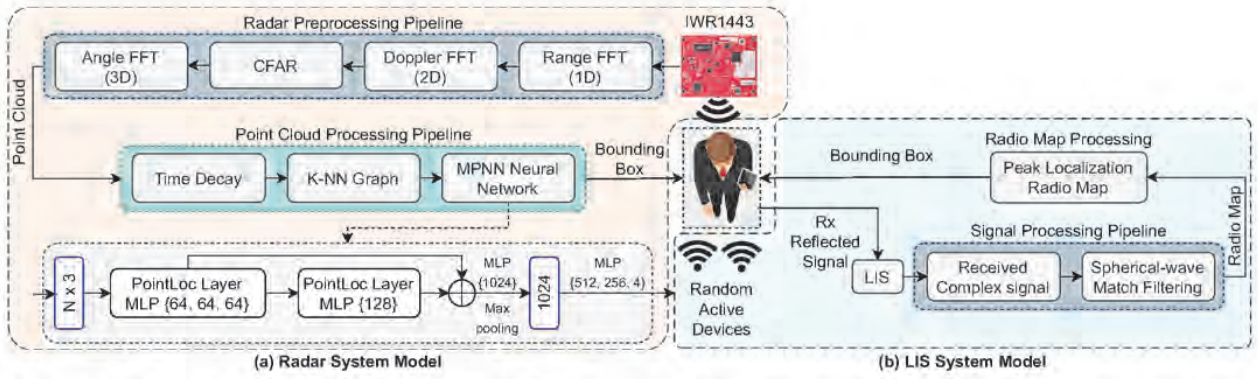 Radar Preprocessing Pipeline
IWR1443
Angle FFT
(3D)
CFAR
Doppler FFT
(2D)
Range FFT
(1D)
Point Cloud
Point Cloud Processing Pipeline
Time Decay
K-NN Graph
MPNN Neural
Network
Bounding
Box
N x 3
PointLoc Layer
MLP {64, 64, 64}
PointLoc Layer
MLP {128}
MLP
{1024}
Max
pooling
1024
MLP
{512, 256, 4}
Random
Active
Devices
(a) Radar System Model
Radio Map Processing
Bounding Box
Peak Localization
Radio Map
Radio Map
Rx
Reflected
Signal
LIS
Signal Processing Pipeline
Received
Complex signal
Spherical-wave
Match Filtering
(b) LIS System Model